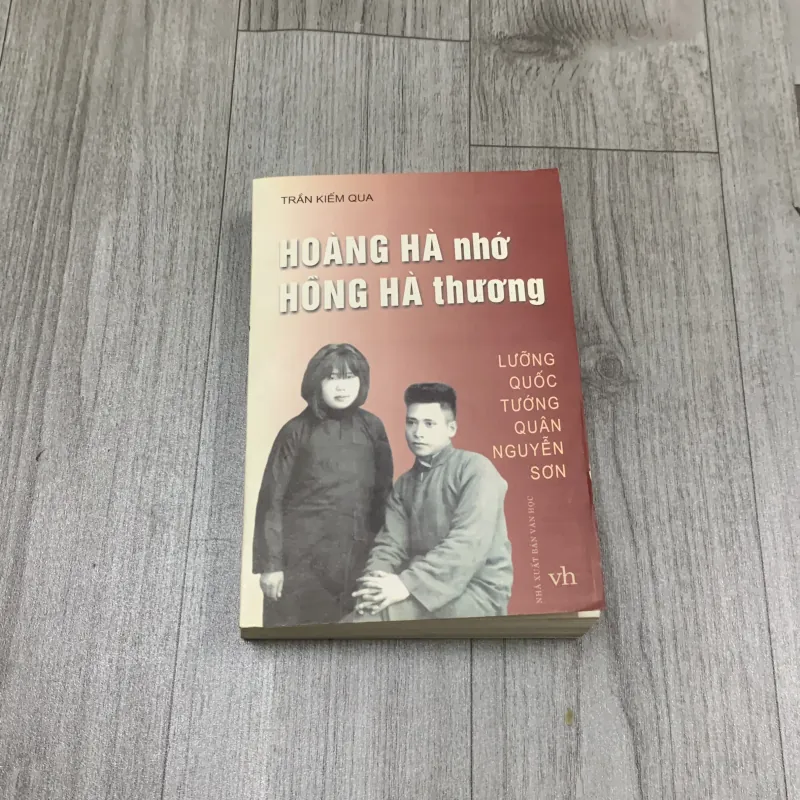 TRẦN KIẾM QUA
HOÀNG HÀ nhớ
HỒNG HÀ thương
LƯỠNG
QUỐC
TƯỚNG
QUÂN
NGUYỄN
SƠN
NHÀ XUẤT BẢN VĂN HỌC
vh